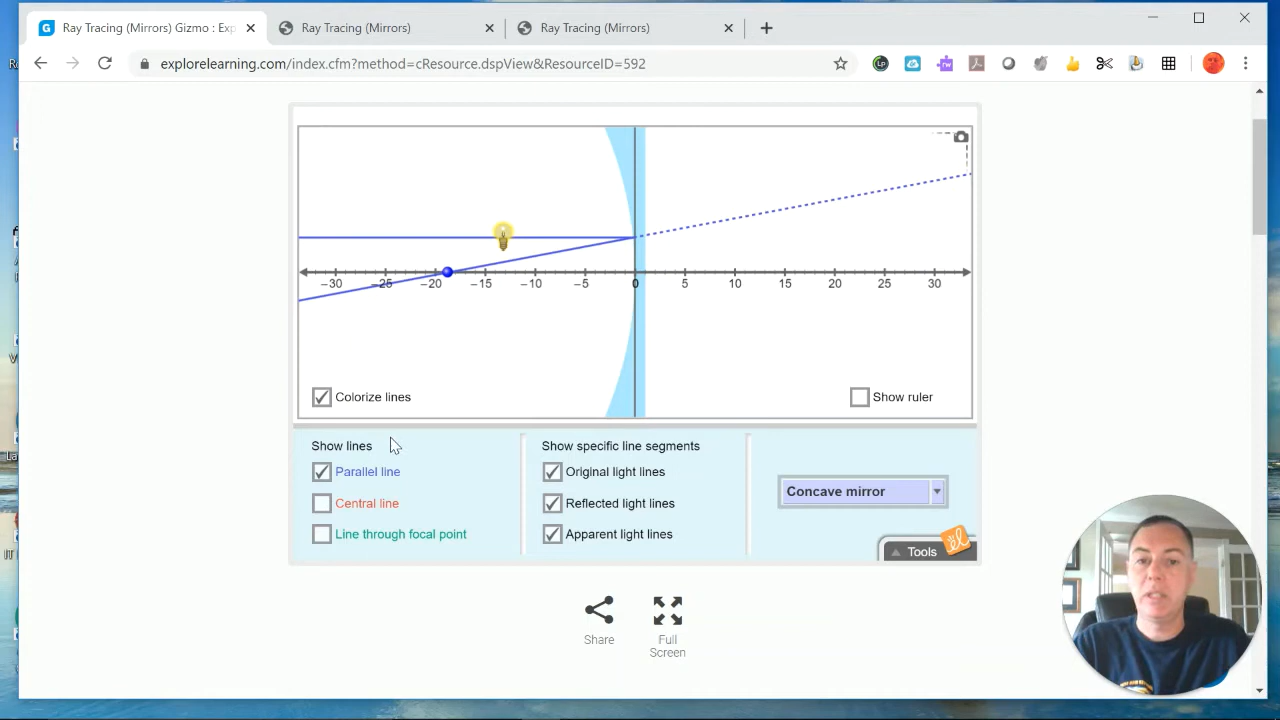 Ray Tracing (Mirrors) Gizmo : Exp
Ray Tracing (Mirrors)
Ray Tracing (Mirrors)
explorelearning.com/index.cfm?method=cResource.dspView&ResourceID=592
−30 −25 −20 −15 −10 −5 0 5 10 15 20 25 30
Colorize lines
Show ruler
Show lines
Parallel line
Central line
Line through focal point
Show specific line segments
Original light lines
Reflected light lines
Apparent light lines
Concave mirror
Tools
Share
Full
Screen